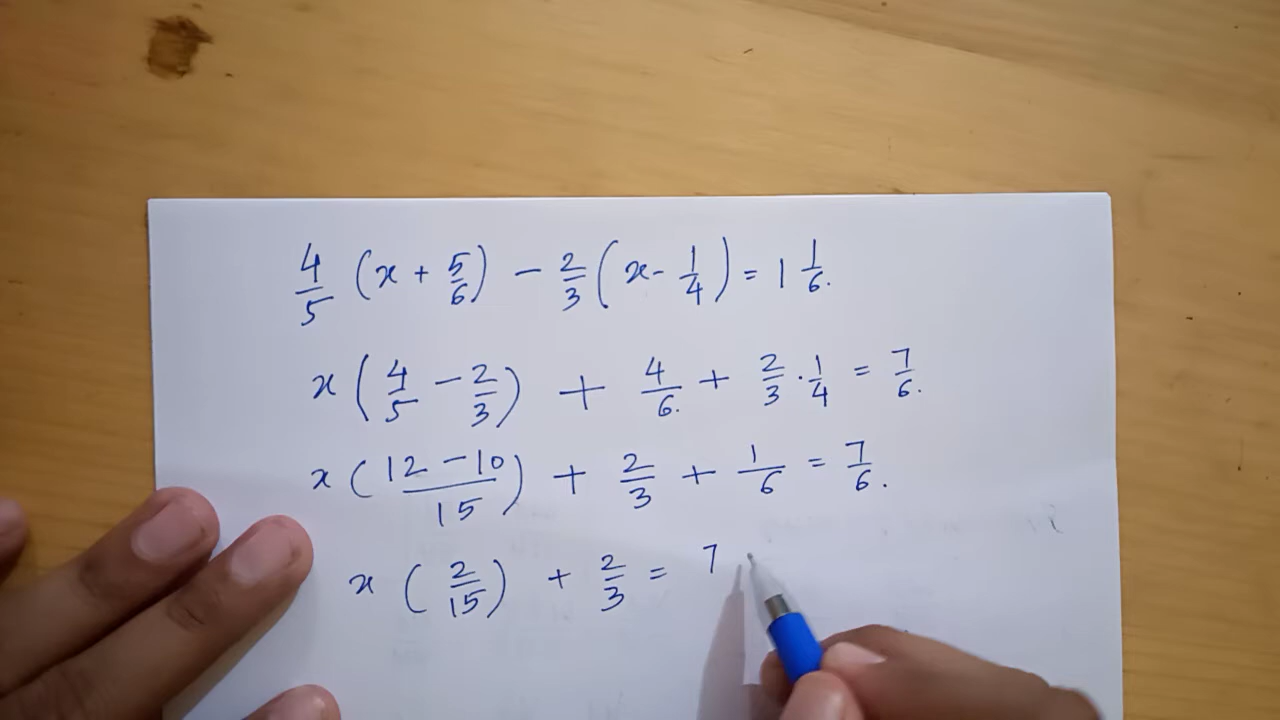 4/5 (x + 5/6) - 2/3 (x - 1/4) = 1 1/6.
x (4/5 - 2/3) + 4/6. + 2/3 · 1/4 = 7/6.
x (12 - 10/15) + 2/3 + 1/6 = 7/6.
x (2/15) + 2/3 = 7